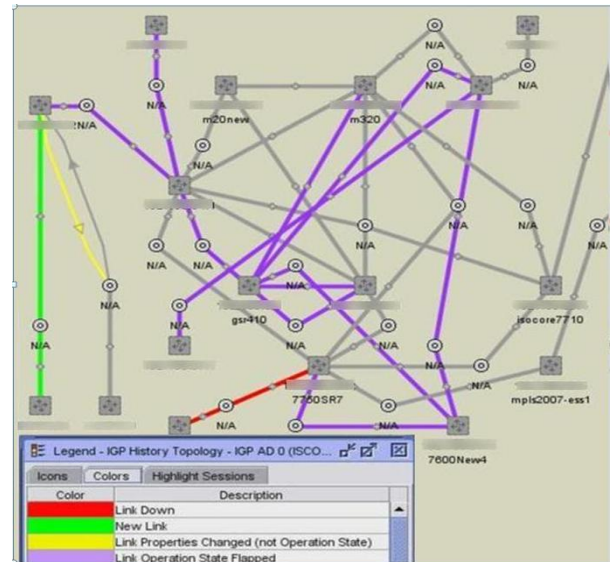 N/A
N/A
N/A
N/A
m20new
m320
N/A
N/A
N/A
N/A
N/A
N/A
N/A
N/A
N/A
N/A
N/A
gsr410
isocore7710
N/A
N/A
N/A
N/A
N/A
N/A
7750SR7
mpls2007-ess1
N/A
N/A
N/A
7600New4
Legend - IGP History Topology - IGP AD 0 (ISCO...
Icons
Colors
Highlight Sessions
Color
Description
Link Down
New Link
Link Properties Changed (not Operation State)
Link Operation State Flapped